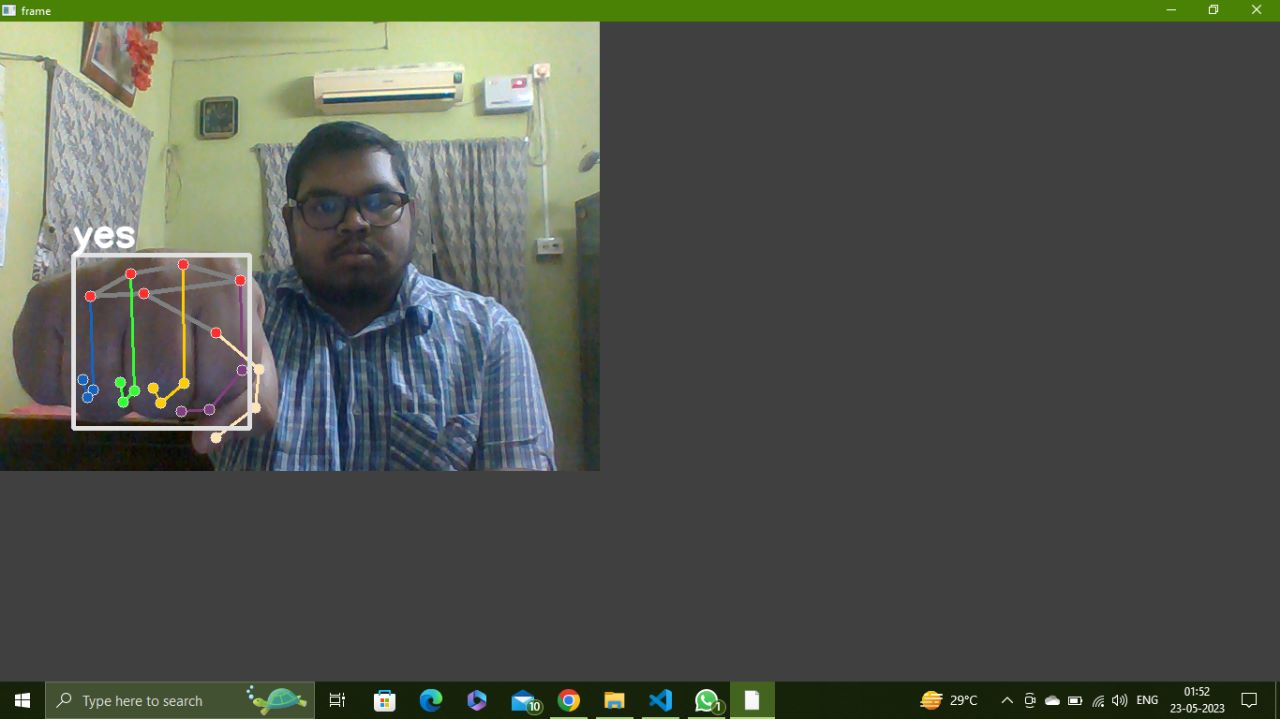 frame
yes
Type here to search
10
1
29°C
ENG
01:52
23-05-2023